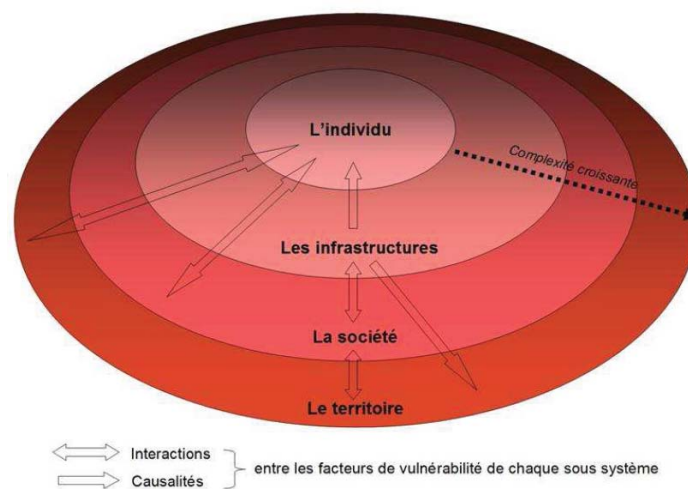 L'individu
Complexité croissante
Les infrastructures
La société
Le territoire
Interactions
Causalités
entre les facteurs de vulnérabilité de chaque sous système